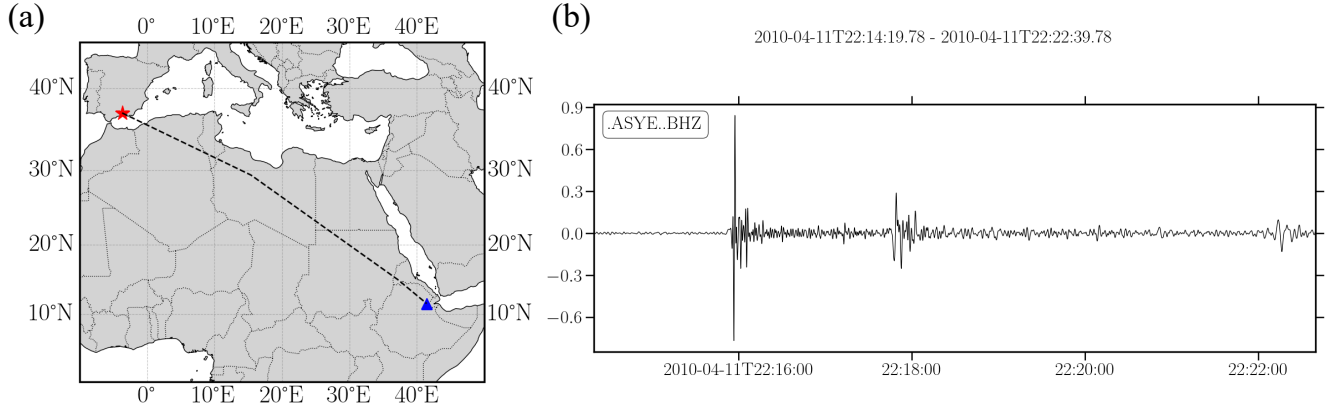 (a)
0° 10°E 20°E 30°E 40°E
40°N 40°N
30°N 30°N
20°N 20°N
10°N 10°N
0° 10°E 20°E 30°E 40°E
(b)
2010-04-11T22:14:19.78 - 2010-04-11T22:22:39.78
.ASYE..BHZ
0.9
0.6
0.3
0.0
−0.3
−0.6
2010-04-11T22:16:00 22:18:00 22:20:00 22:22:00